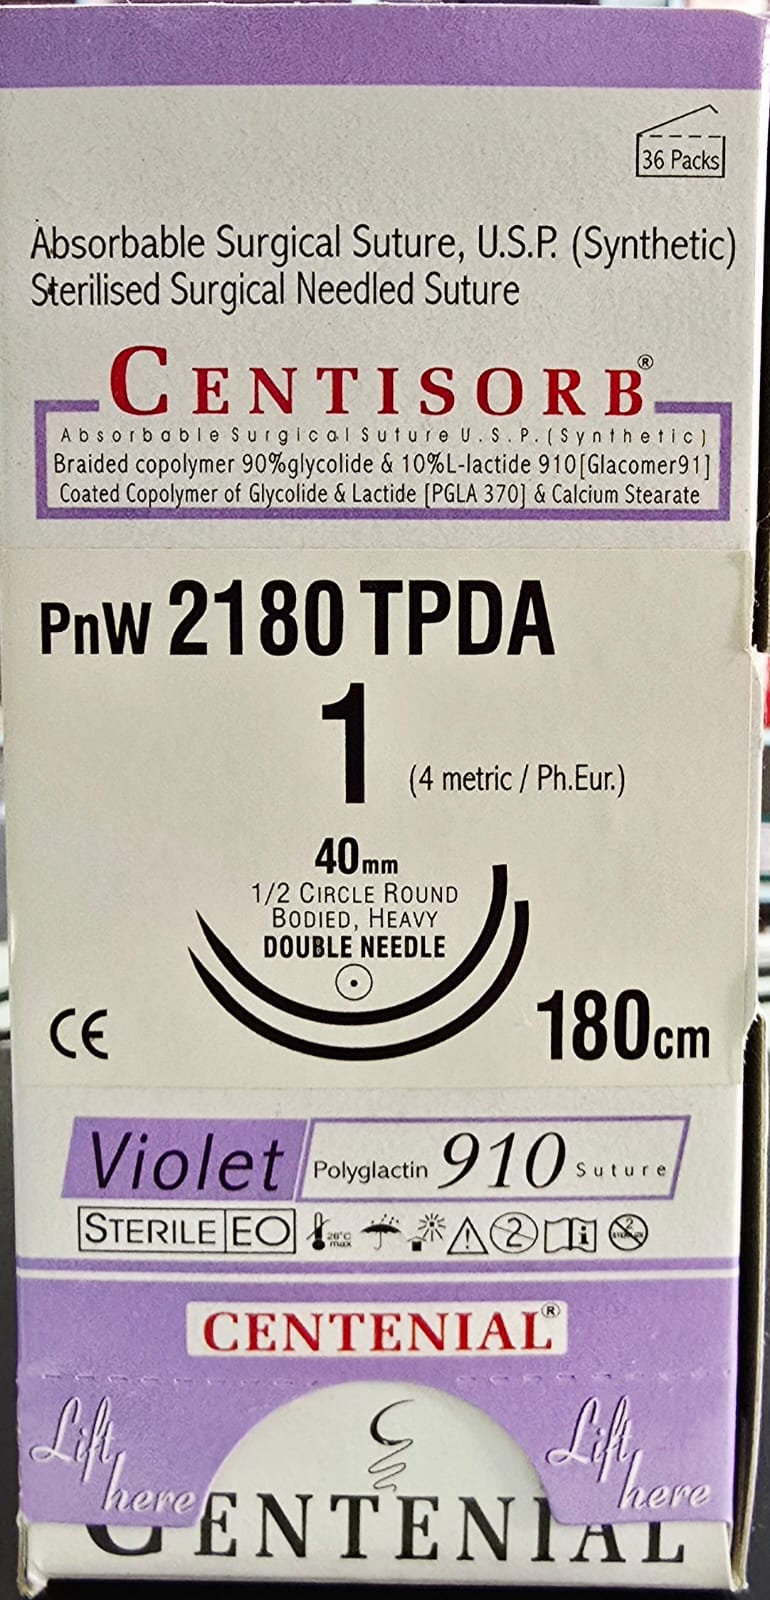 36 Packs
Absorbable Surgical Suture, U.S.P. (Synthetic)
Sterilised Surgical Needled Suture
CENTISORB®
Absorbable Surgical Suture U.S.P. (Synthetic)
Braided copolymer 90%glycolide & 10%L-lactide 910[Glacomer91]
Coated Copolymer of Glycolide & Lactide [PGLA 370] & Calcium Stearate
PnW 2180 TPDA
1 (4 metric / Ph.Eur.)
40mm
1/2 CIRCLE ROUND
BODIED, HEAVY
DOUBLE NEEDLE
CE 180cm
Violet Polyglactin 910 Suture
STERILE EO
2
CENTENIAL®
Lift here Lift here
CENTENIAL